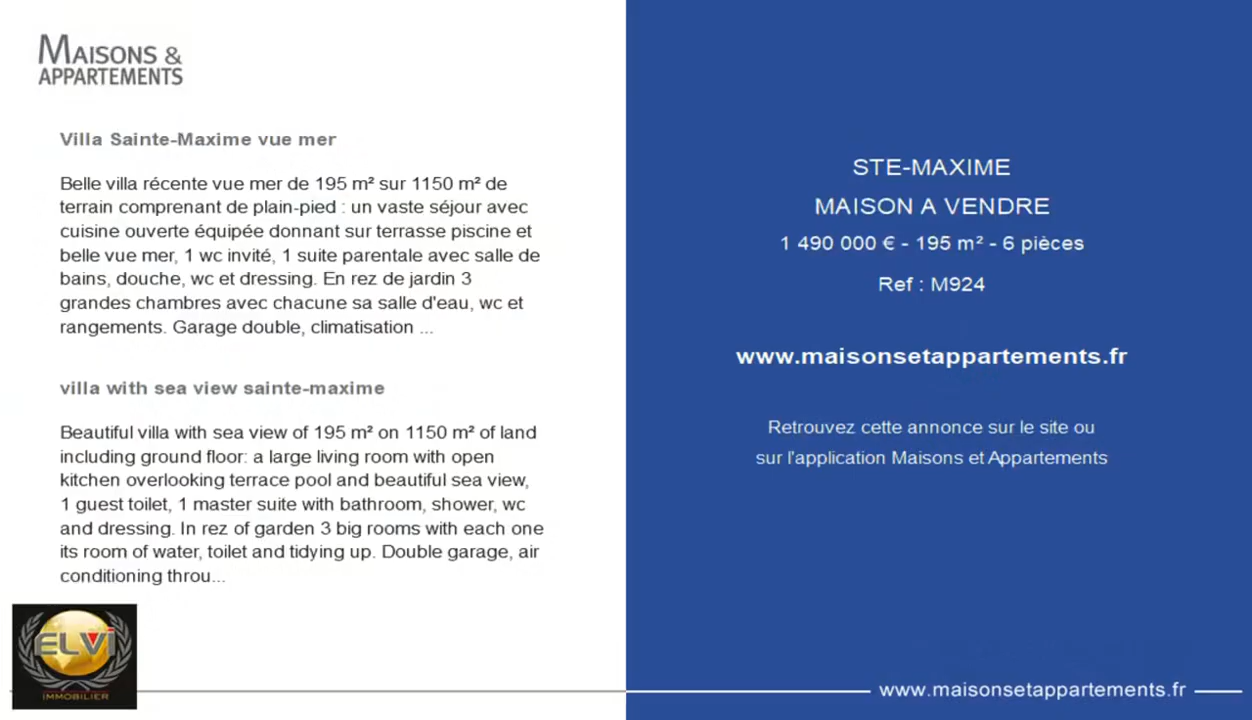 MAISONS &
APPARTEMENTS
Villa Sainte-Maxime vue mer
Belle villa récente vue mer de 195 m² sur 1150 m² de
terrain comprenant de plain-pied : un vaste séjour avec
cuisine ouverte équipée donnant sur terrasse piscine et
belle vue mer, 1 wc invité, 1 suite parentale avec salle de
bains, douche, wc et dressing. En rez de jardin 3
grandes chambres avec chacune sa salle d'eau, wc et
rangements. Garage double, climatisation ...
villa with sea view sainte-maxime
Beautiful villa with sea view of 195 m² on 1150 m² of land
including ground floor: a large living room with open
kitchen overlooking terrace pool and beautiful sea view,
1 guest toilet, 1 master suite with bathroom, shower, wc
and dressing. In rez of garden 3 big rooms with each one
its room of water, toilet and tidying up. Double garage, air
conditioning throu...
ELVI
IMMOBILIER
STE-MAXIME
MAISON A VENDRE
1 490 000 € - 195 m² - 6 pièces
Ref : M924
www.maisonsetappartements.fr
Retrouvez cette annonce sur le site ou
sur l'application Maisons et Appartements
www.maisonsetappartements.fr